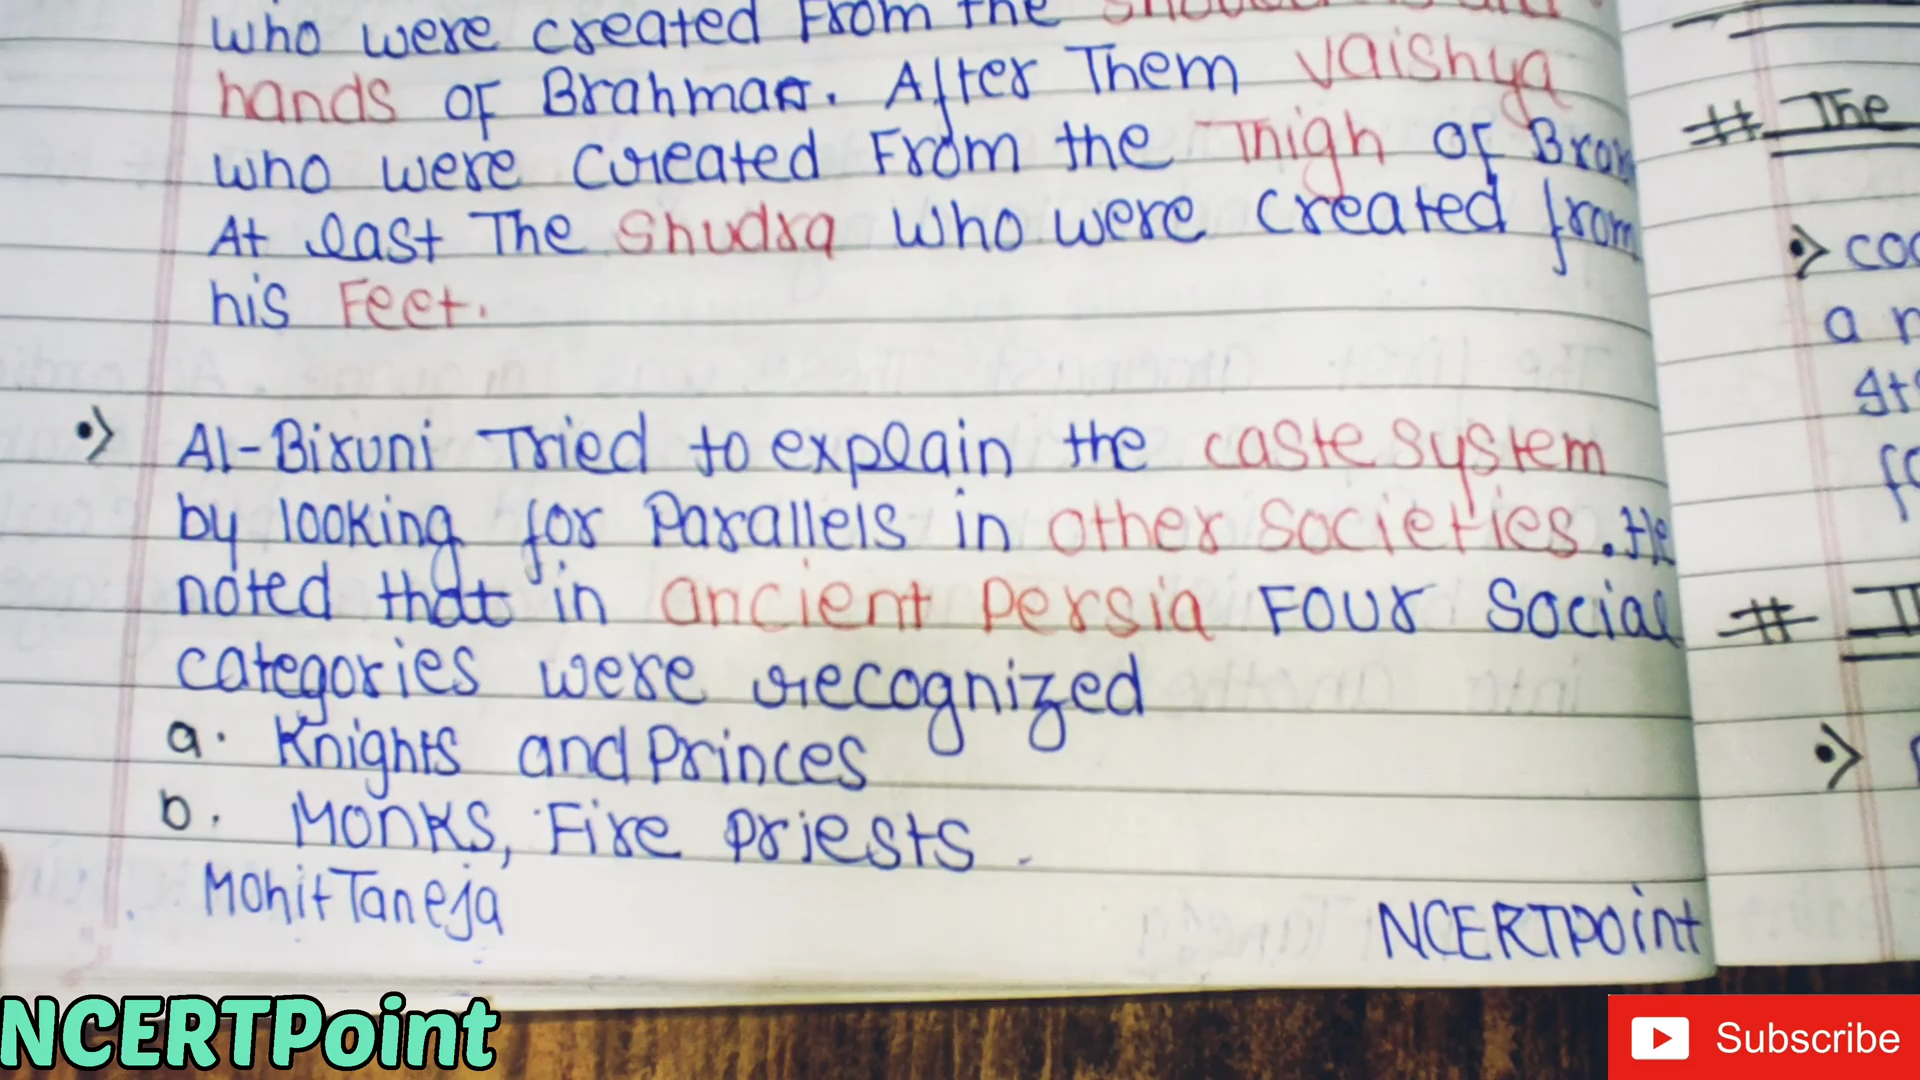 who were created From the
hands of Brahman. After Them Vaishya
who were created From the Thigh of
At least The Shudra who were created from
his Feet.
•) Al-Biruni Tried to explain the caste system
by looking for Parallels in other Societies. He
noted that in ancient Persia Four Social
categories were recognized
a. Knights and Princes
b. Monks, Fire priests.
Mohit Taneja
NCERTPoint
# The
•)
#
•)
NCERTPoint
Subscribe